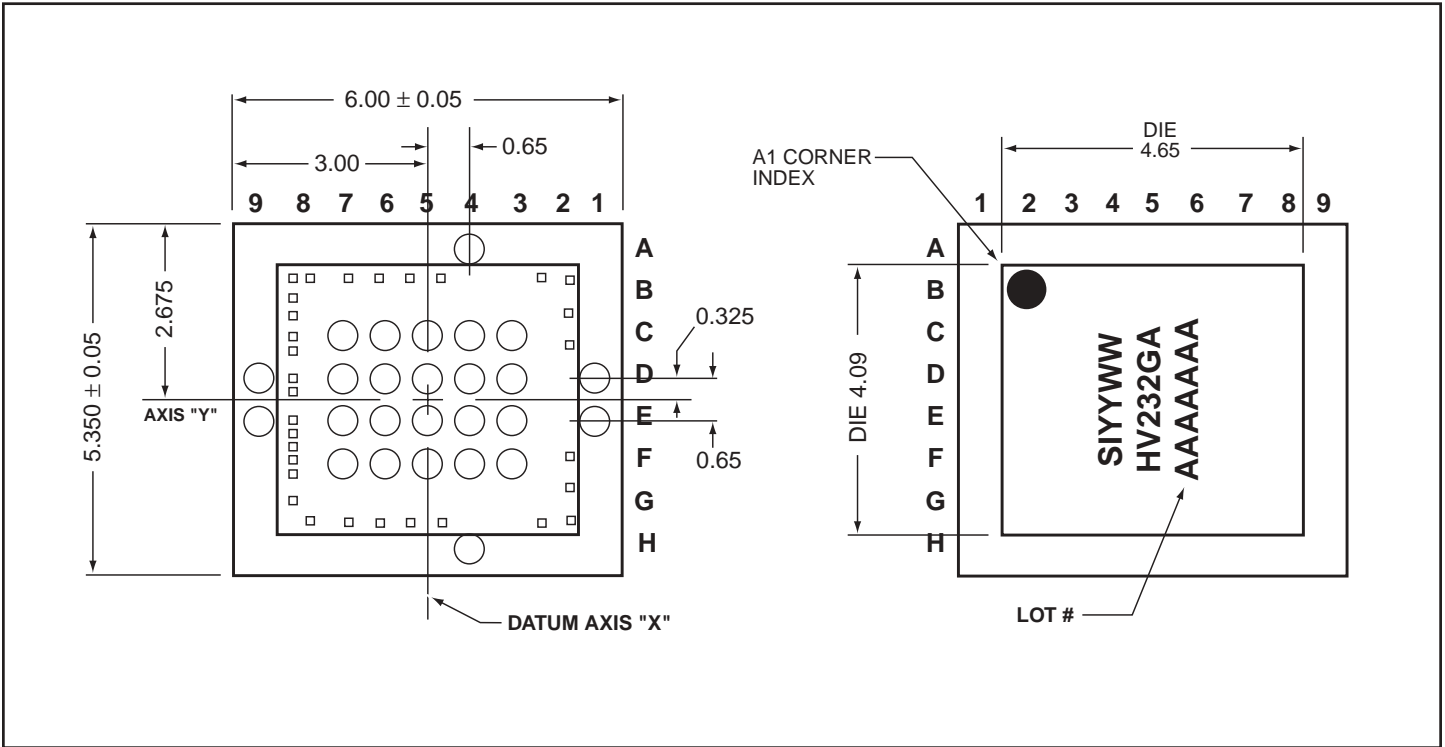 6.00 ± 0.05
0.65
3.00
9 8 7 6 5 4 3 2 1
A
B
C
D
E
F
G
H
2.675
5.350 ± 0.05
AXIS "Y"
0.325
0.65
DATUM AXIS "X"
DIE
4.65
A1 CORNER
INDEX
1 2 3 4 5 6 7 8 9
A
B
C
D
E
F
G
H
DIE 4.09
SIYYWW
HV232GA
AAAAAAA
LOT #